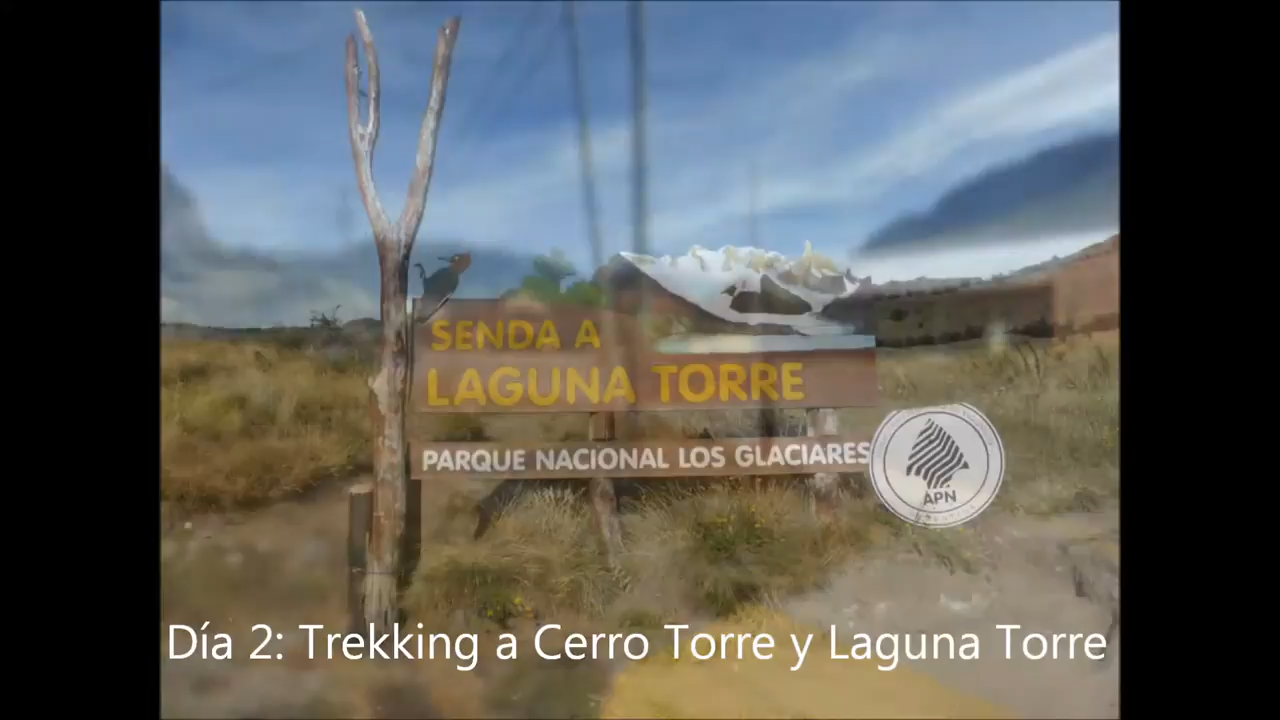 SENDA A
LAGUNA TORRE
PARQUE NACIONAL LOS GLACIARES
APN
Día 2: Trekking a Cerro Torre y Laguna Torre